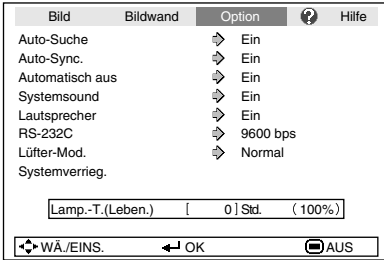 Bild Bildwand Option ? Hilfe
Auto-Suche Ein
Auto-Sync. Ein
Automatisch aus Ein
Systemsound Ein
Lautsprecher Ein
RS-232C 9600 bps
Lüfter-Mod. Normal
Systemverrieg.
Lamp.-T.(Leben.) [ 0] Std. (100%)
WÄ./EINS. OK AUS